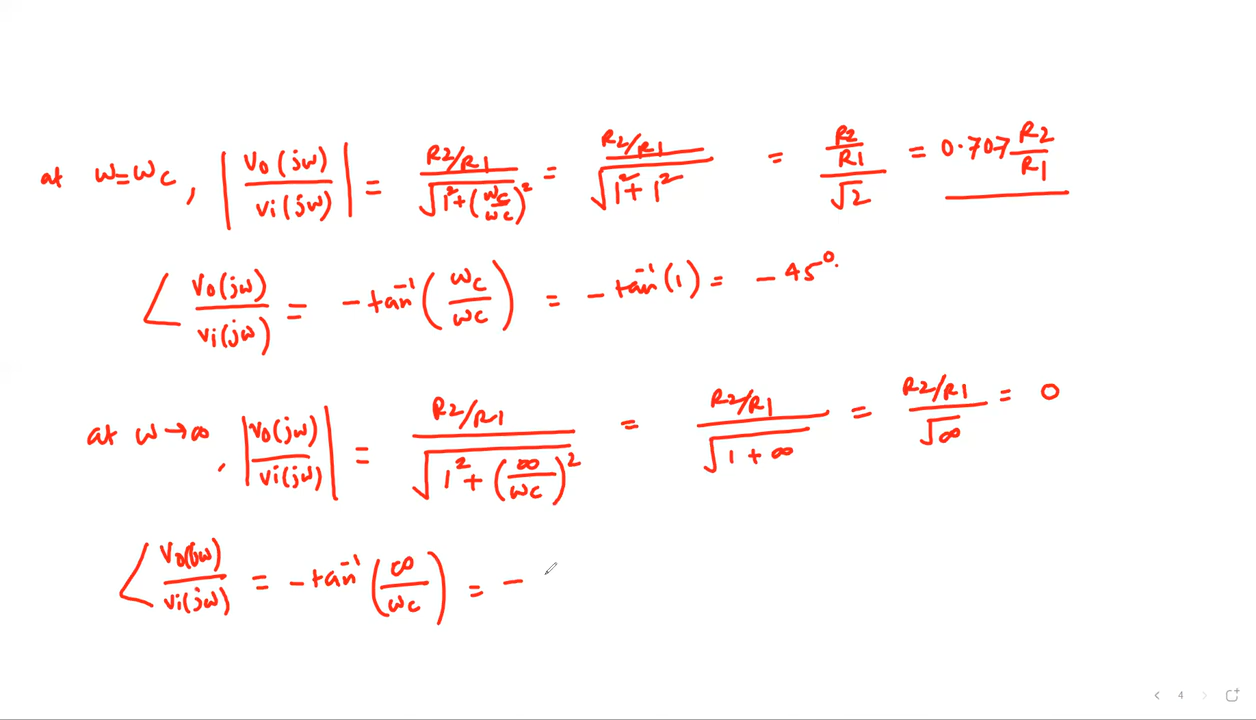 at ω=ωc, |Vo(jω)/Vi(jω)| = (R2/R1)/√(1²+(ωc/ωc)²) = (R2/R1)/√(1²+1²) = (R2/R1)/√2 = 0.707 R2/R1
∠ Vo(jω)/Vi(jω) = -tan⁻¹(ωc/ωc) = -tan⁻¹(1) = -45°.
at ω→∞, |Vo(jω)/Vi(jω)| = (R2/R1)/√(1²+(∞/ωc)²) = (R2/R1)/√(1+∞) = (R2/R1)/√∞ = 0
∠ Vo(jω)/Vi(jω) = -tan⁻¹(∞/ωc) = -
4